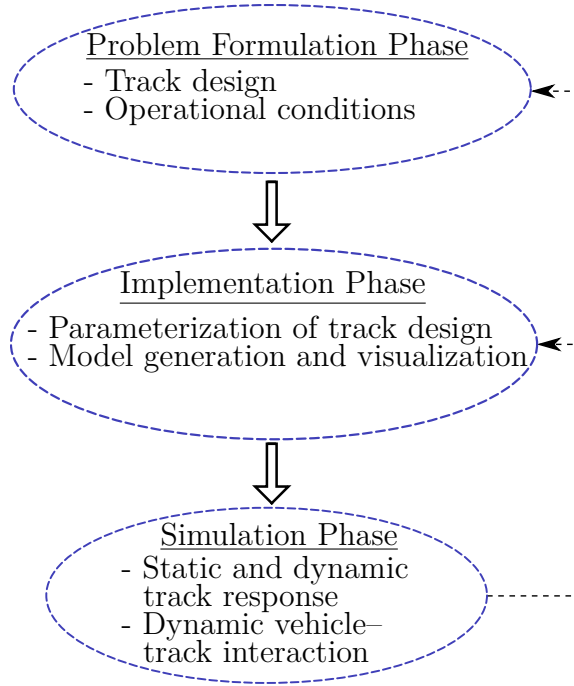 Problem Formulation Phase
- Track design
- Operational conditions
Implementation Phase
- Parameterization of track design
- Model generation and visualization
Simulation Phase
- Static and dynamic
track response
- Dynamic vehicle–
track interaction